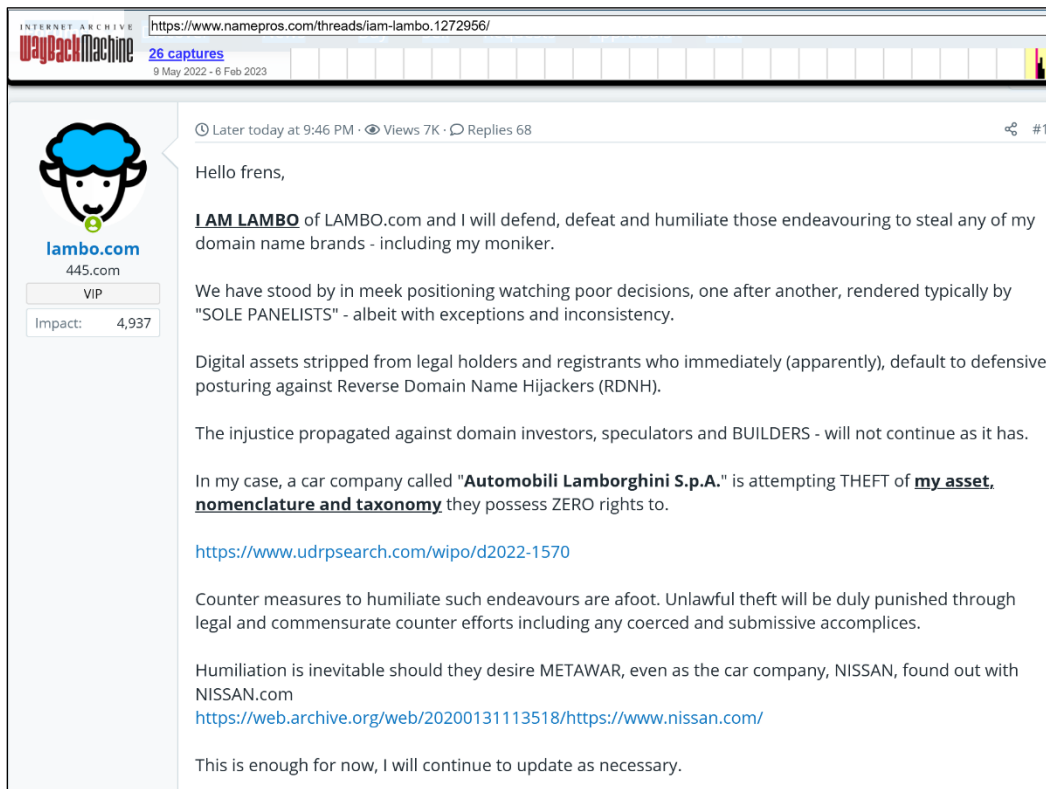 INTERNET ARCHIVE
WayBackMachine
https://www.namepros.com/threads/iam-lambo.1272956/
26 captures
9 May 2022 - 6 Feb 2023
lambo.com
445.com
VIP
Impact: 4,937
Later today at 9:46 PM · Views 7K · Replies 68 #1
Hello frens,
I AM LAMBO of LAMBO.com and I will defend, defeat and humiliate those endeavouring to steal any of my
domain name brands - including my moniker.
We have stood by in meek positioning watching poor decisions, one after another, rendered typically by
"SOLE PANELISTS" - albeit with exceptions and inconsistency.
Digital assets stripped from legal holders and registrants who immediately (apparently), default to defensive
posturing against Reverse Domain Name Hijackers (RDNH).
The injustice propagated against domain investors, speculators and BUILDERS - will not continue as it has.
In my case, a car company called "Automobili Lamborghini S.p.A." is attempting THEFT of my asset,
nomenclature and taxonomy they possess ZERO rights to.
https://www.udrpsearch.com/wipo/d2022-1570
Counter measures to humiliate such endeavours are afoot. Unlawful theft will be duly punished through
legal and commensurate counter efforts including any coerced and submissive accomplices.
Humiliation is inevitable should they desire METAWAR, even as the car company, NISSAN, found out with
NISSAN.com
https://web.archive.org/web/20200131113518/https://www.nissan.com/
This is enough for now, I will continue to update as necessary.